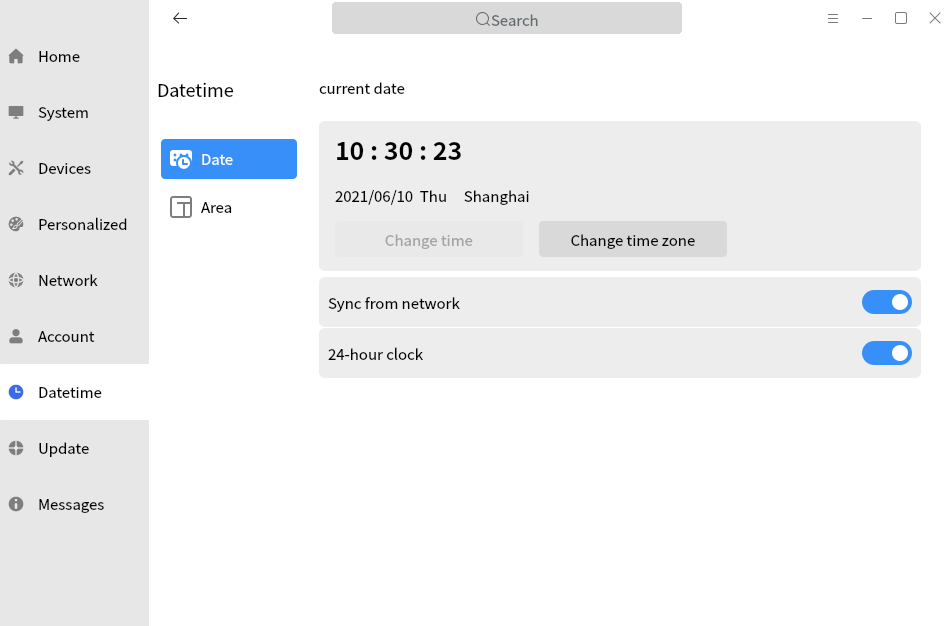 Search
Home
System
Devices
Personalized
Network
Account
Datetime
Update
Messages
Datetime
Date
Area
current date
10 : 30 : 23
2021/06/10 Thu Shanghai
Change time
Change time zone
Sync from network
24-hour clock